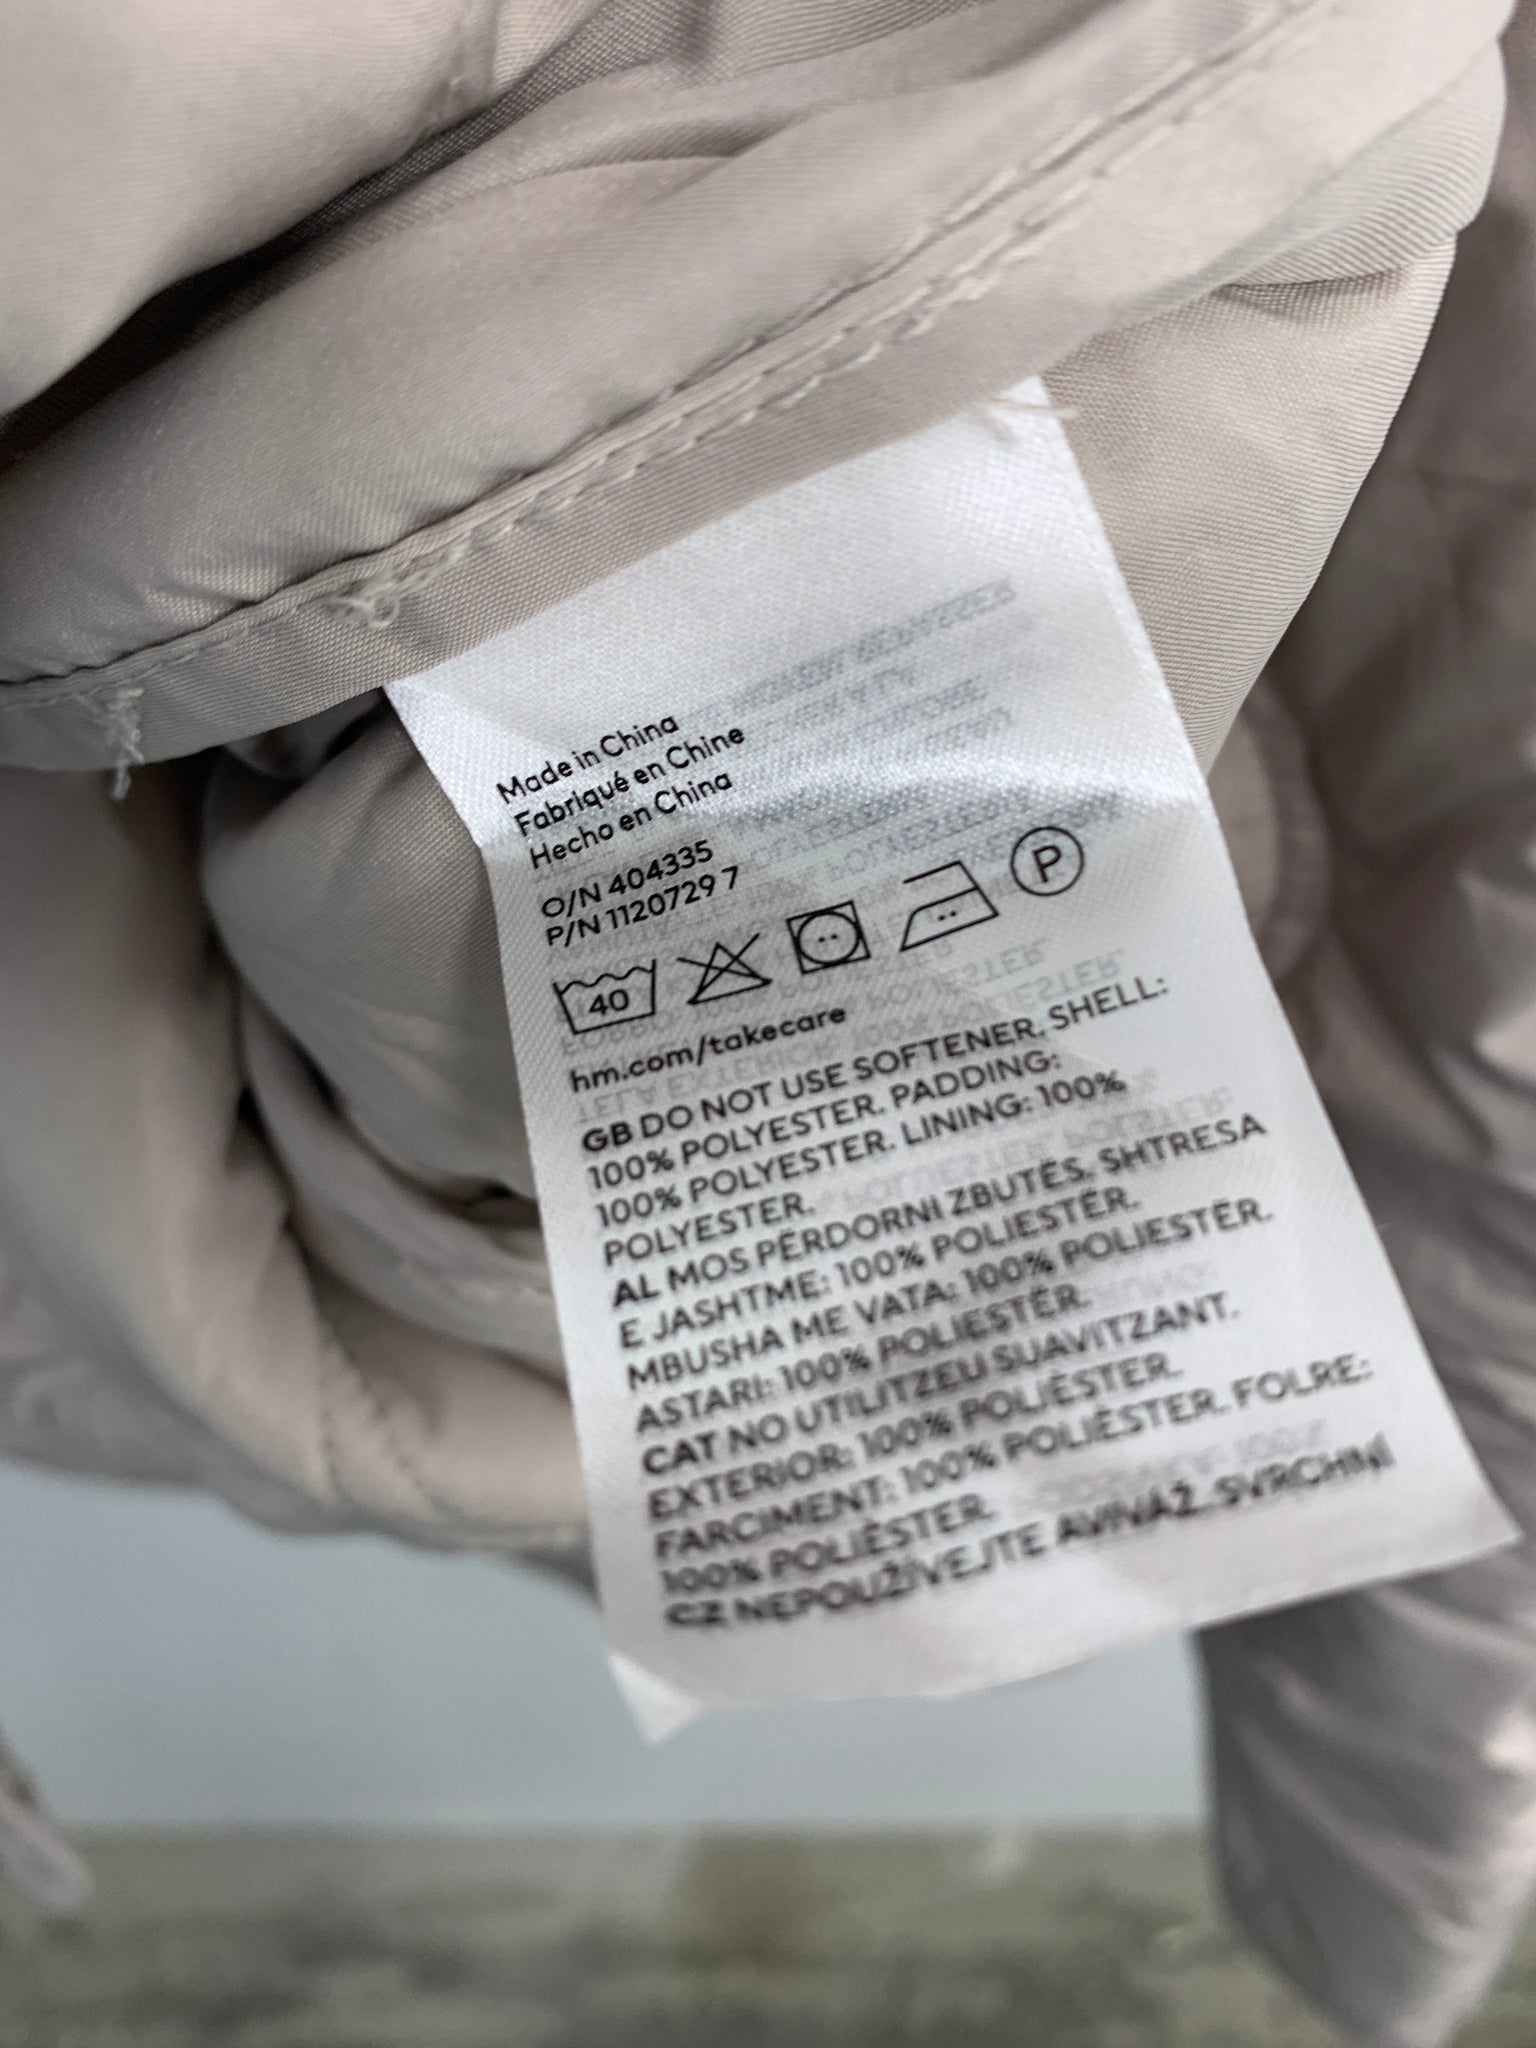 Made in China
Fabriqué en Chine
Hecho en China
O/N 404335
P/N 1120729 7
40
P
hm.com/takecare
GB DO NOT USE SOFTENER. SHELL:
100% POLYESTER. PADDING:
100% POLYESTER. LINING: 100%
POLYESTER.
AL MOS PËRDORNI ZBUTËS. SHTRESA
E JASHTME: 100% POLIESTËR.
MBUSHA ME VATA: 100% POLIESTËR.
ASTARI: 100% POLIESTËR.
CAT NO UTILITZEU SUAVITZANT.
EXTERIOR: 100% POLIÈSTER.
FARCIMENT: 100% POLIÈSTER. FOLRE:
100% POLIÈSTER.
CZ NEPOUŽÍVEJTE AVIVÁŽ. SVRCHNÍ